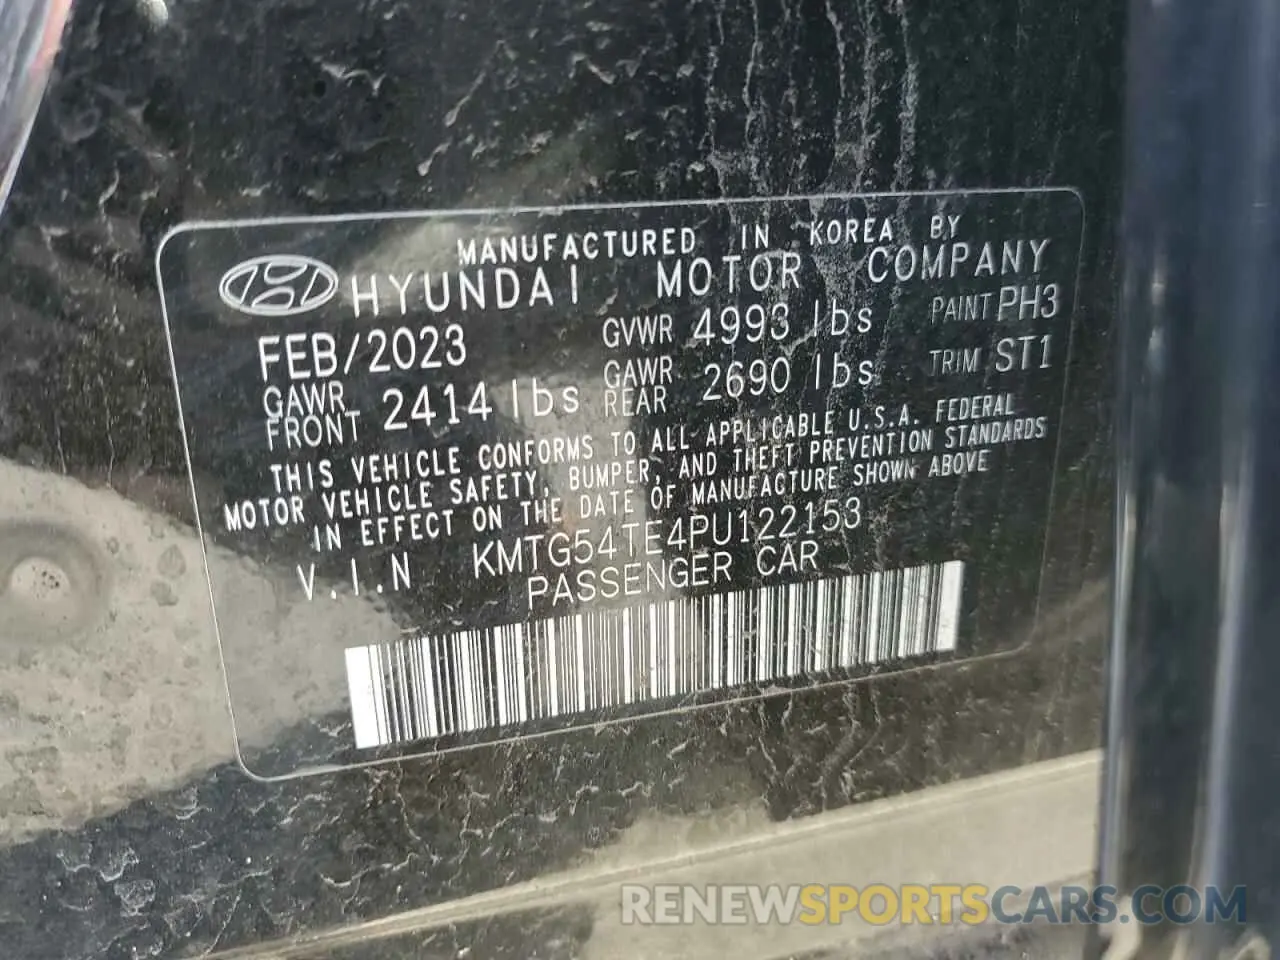 MANUFACTURED IN KOREA BY
HYUNDAI MOTOR COMPANY
FEB/2023 GVWR 4993 lbs PAINT PH3
GAWR FRONT 2414 lbs GAWR REAR 2690 lbs TRIM ST1
THIS VEHICLE CONFORMS TO ALL APPLICABLE U.S.A. FEDERAL
MOTOR VEHICLE SAFETY, BUMPER, AND THEFT PREVENTION STANDARDS
IN EFFECT ON THE DATE OF MANUFACTURE SHOWN ABOVE
V.I.N KMTG54TE4PU122153
PASSENGER CAR
RENEWSPORTSCARS.COM